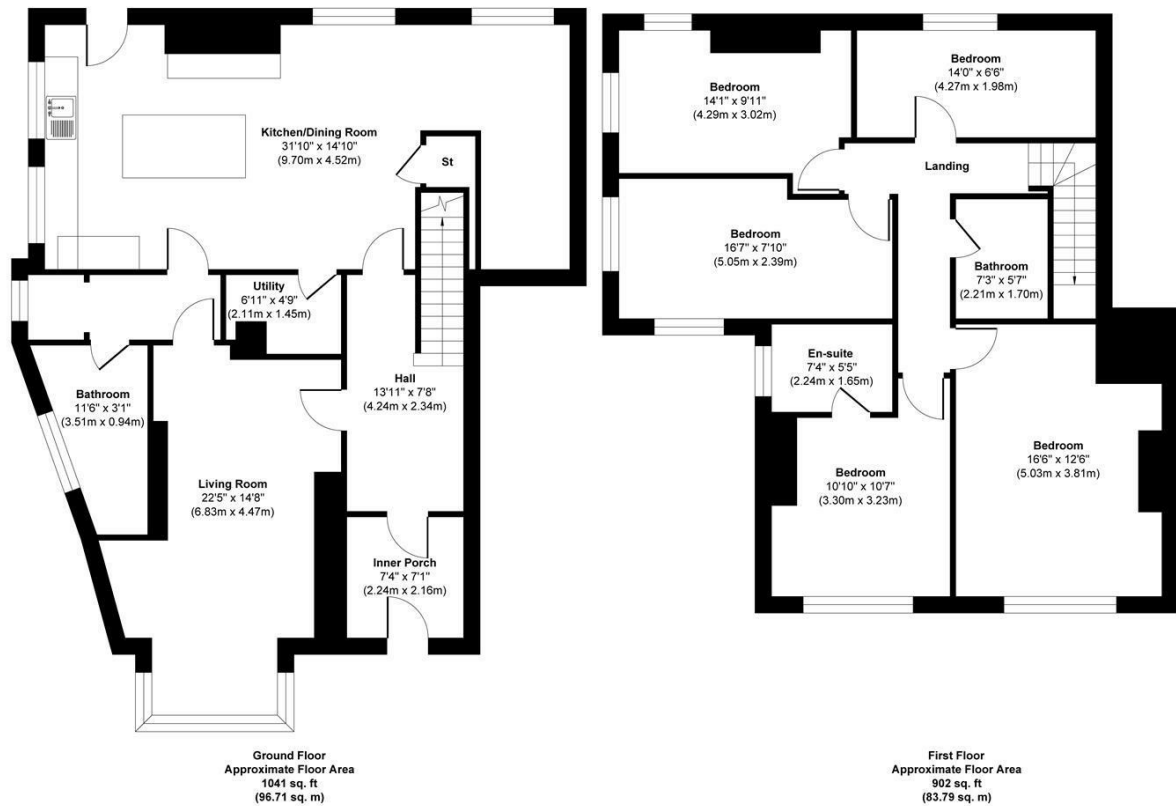 Kitchen/Dining Room
31'10" x 14'10"
(9.70m x 4.52m)
St
Utility
6'11" x 4'9"
(2.11m x 1.45m)
Bathroom
11'6" x 3'1"
(3.51m x 0.94m)
Hall
13'11" x 7'8"
(4.24m x 2.34m)
Living Room
22'5" x 14'8"
(6.83m x 4.47m)
Inner Porch
7'4" x 7'1"
(2.24m x 2.16m)
Ground Floor
Approximate Floor Area
1041 sq. ft
(96.71 sq. m)
Bedroom
14'1" x 9'11"
(4.29m x 3.02m)
Bedroom
14'0" x 6'6"
(4.27m x 1.98m)
Landing
Bedroom
16'7" x 7'10"
(5.05m x 2.39m)
Bathroom
7'3" x 5'7"
(2.21m x 1.70m)
En-suite
7'4" x 5'5"
(2.24m x 1.65m)
Bedroom
10'10" x 10'7"
(3.30m x 3.23m)
Bedroom
16'6" x 12'6"
(5.03m x 3.81m)
First Floor
Approximate Floor Area
902 sq. ft
(83.79 sq. m)